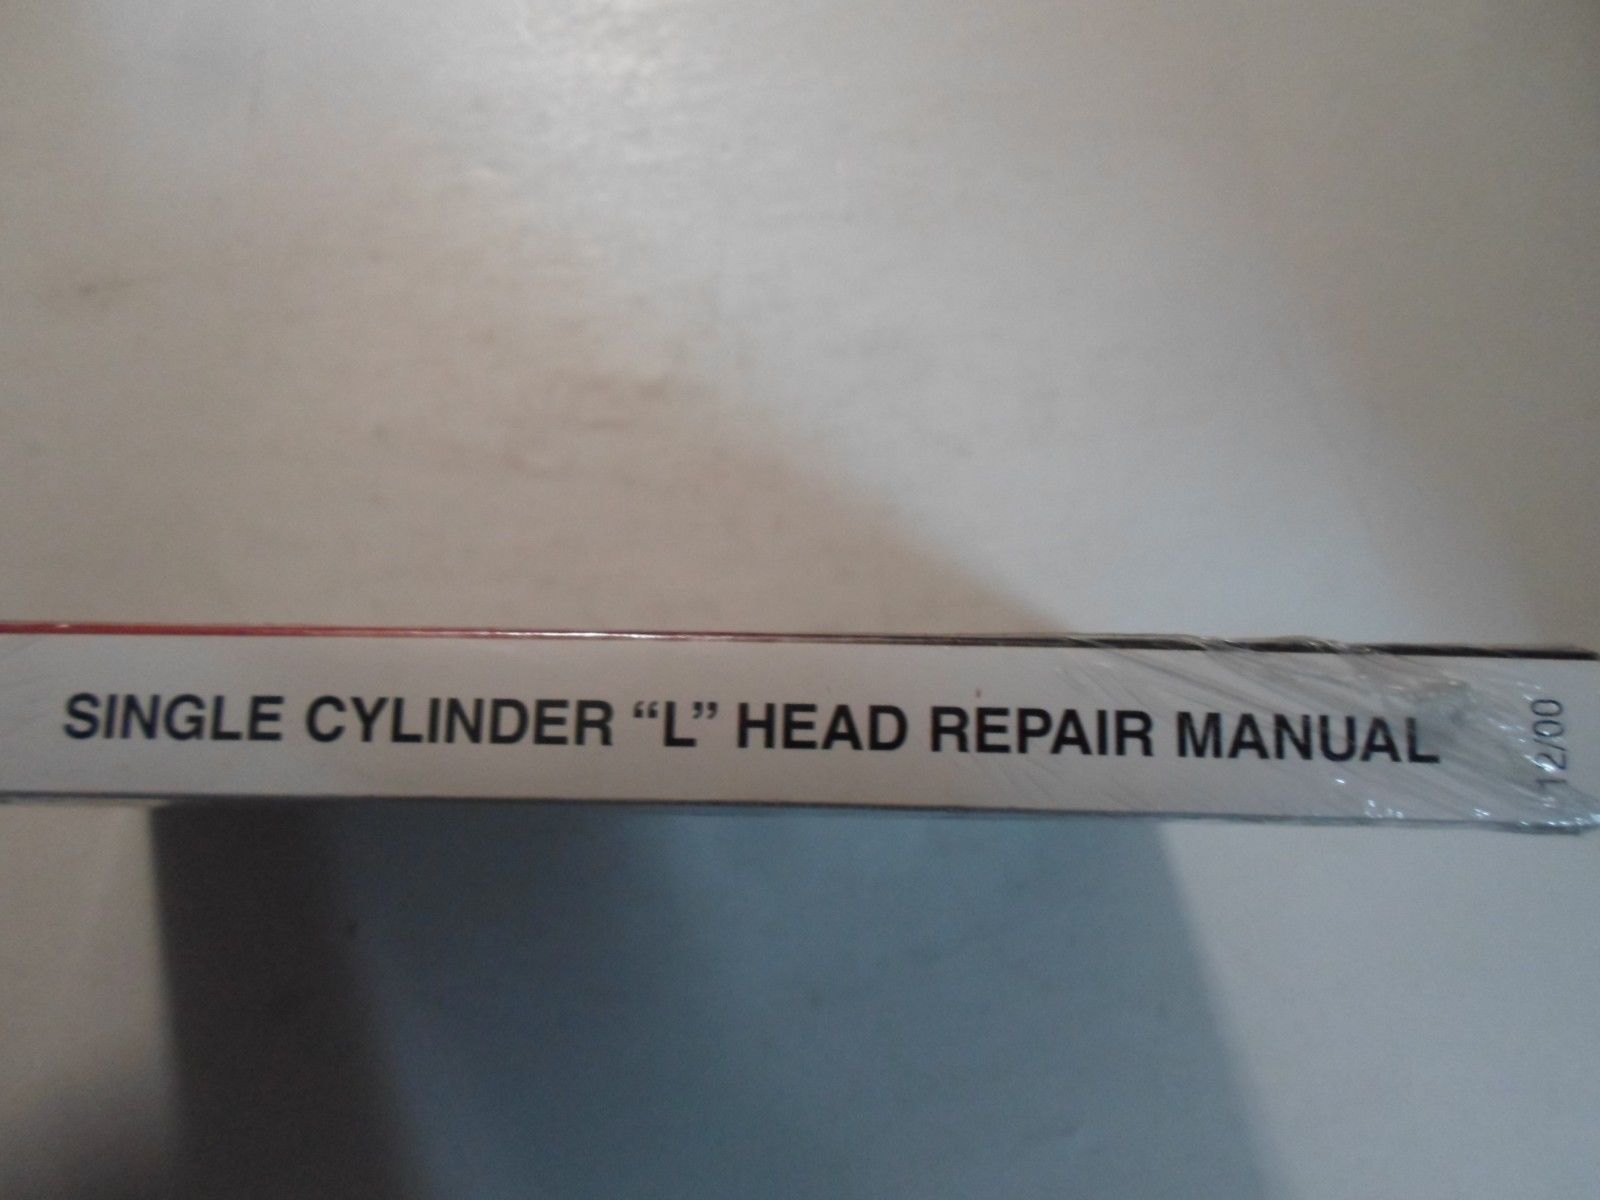 SINGLE CYLINDER “L” HEAD REPAIR MANUAL
12/00